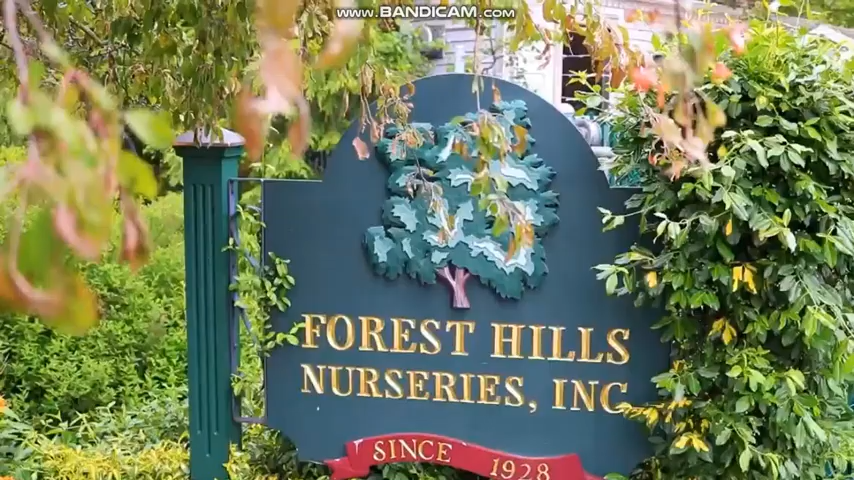 www.BANDICAM.com
FOREST HILLS
NURSERIES, INC
SINCE 1928